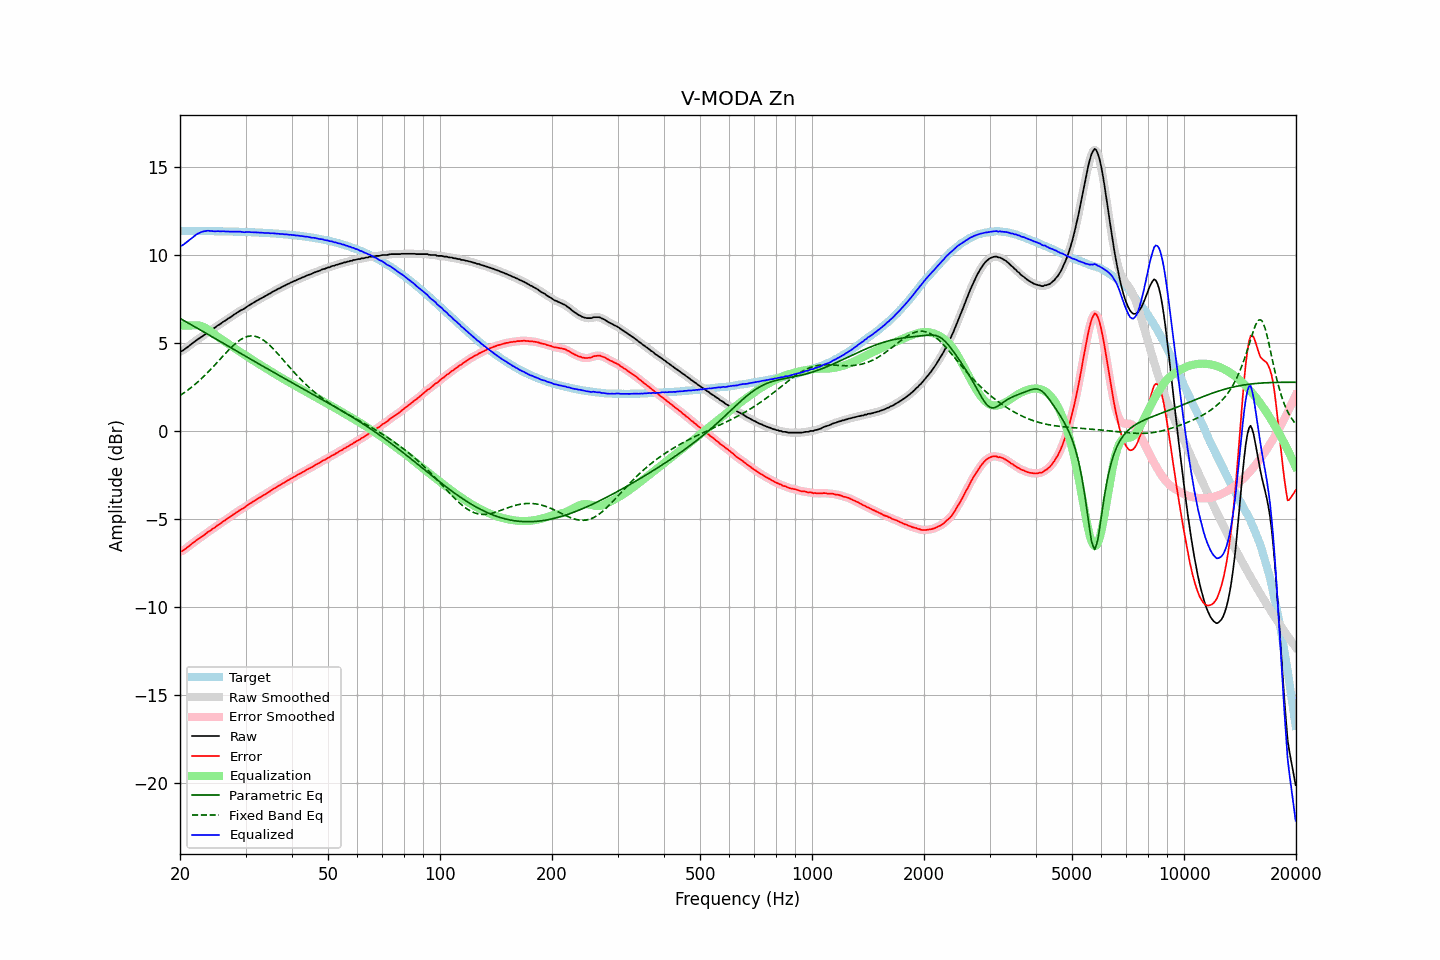 V-MODA Zn
15
10
5
0
−5
−10
−15
−20
Amplitude (dBr)
Target
Raw Smoothed
Error Smoothed
Raw
Error
Equalization
Parametric Eq
Fixed Band Eq
Equalized
20 50 100 200 500 1000 2000 5000 10000 20000
Frequency (Hz)